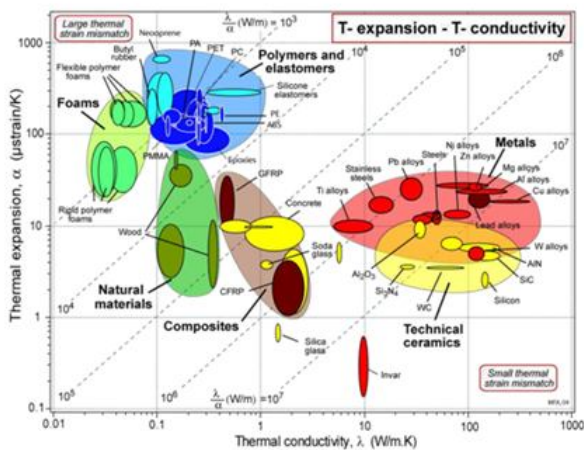 T- expansion - T- conductivity
Large thermal
strain mismatch
λ/α (W/m) = 10³
10⁴
10⁵
10⁶
1000
100
10
1
0.1
Thermal expansion, α (µstrain/K)
Neoprene
Butyl
rubber
Flexible polymer
foams
Foams
PA
PET
PC
Polymers and
elastomers
Silicone
elastomers
PE
ABS
PMMA
Epoxies
GFRP
Rigid polymer
foams
Wood
Natural
materials
CFRP
Composites
Concrete
Soda
glass
Silica
glass
Ti alloys
Stainless
steels
Pb alloys
Steels
Ni alloys
Zn alloys
Metals
Mg alloys
Al alloys
Cu alloys
10⁷
Lead alloys
W alloys
AlN
SiC
Al₂O₃
Si₃N₄
WC
Silicon
Technical
ceramics
Invar
Small thermal
strain mismatch
10⁴
10⁵
10⁶
λ/α (W/m) = 10⁷
0.01
0.1
1
10
100
1000
Thermal conductivity, λ (W/m.K)